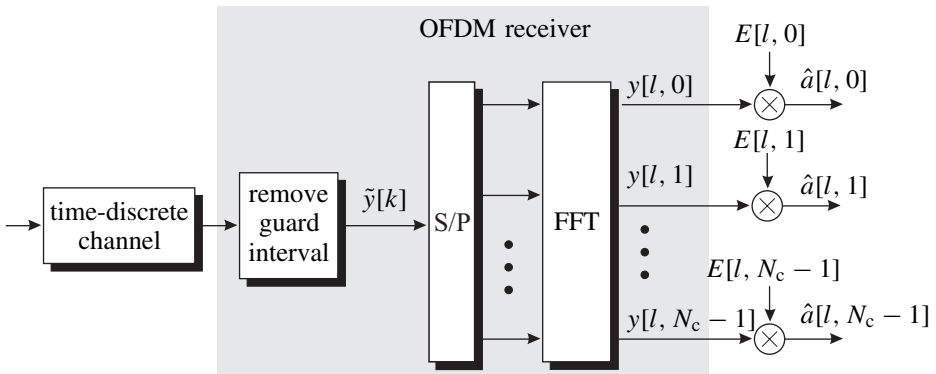 OFDM receiver
E[l, 0]
y[l, 0]
â[l, 0]
E[l, 1]
y[l, 1]
â[l, 1]
time-discrete
channel
remove
guard
interval
ỹ[k]
S/P
FFT
E[l, N_c − 1]
y[l, N_c − 1]
â[l, N_c − 1]